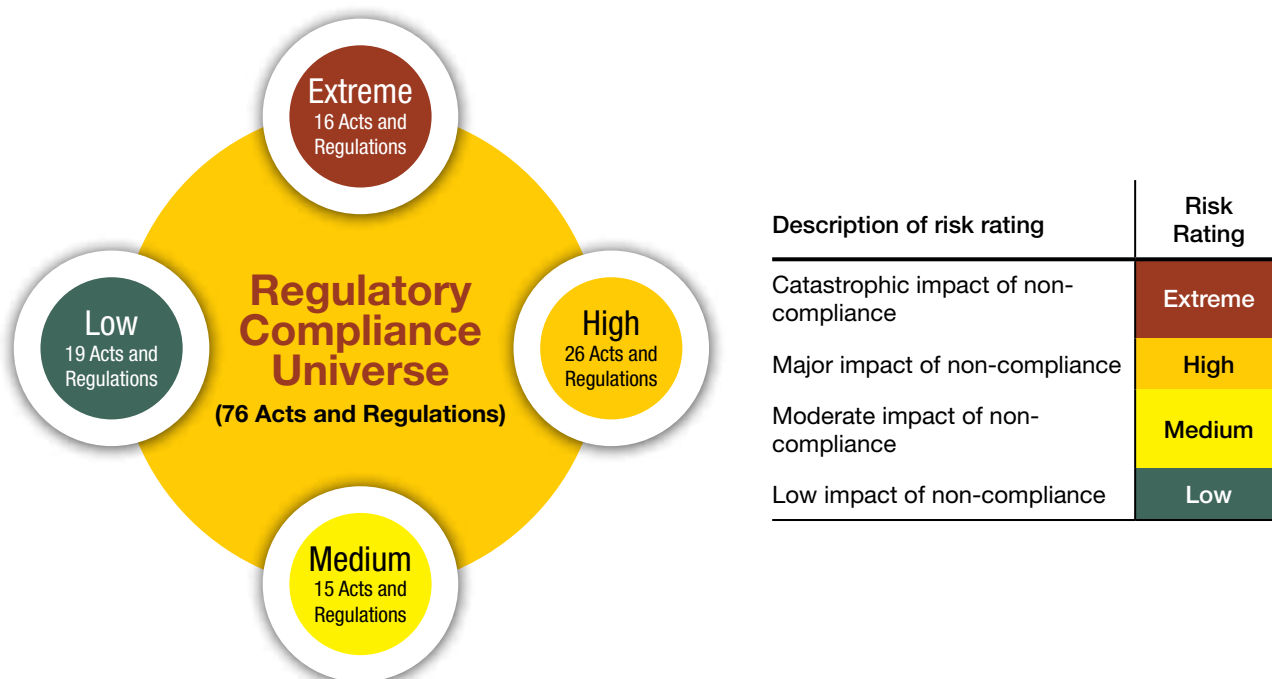 Extreme
16 Acts and
Regulations
Low
19 Acts and
Regulations
Regulatory
Compliance
Universe
(76 Acts and Regulations)
High
26 Acts and
Regulations
Medium
15 Acts and
Regulations
Description of risk rating
Risk
Rating
Catastrophic impact of non-
compliance
Extreme
Major impact of non-compliance
High
Moderate impact of non-
compliance
Medium
Low impact of non-compliance
Low